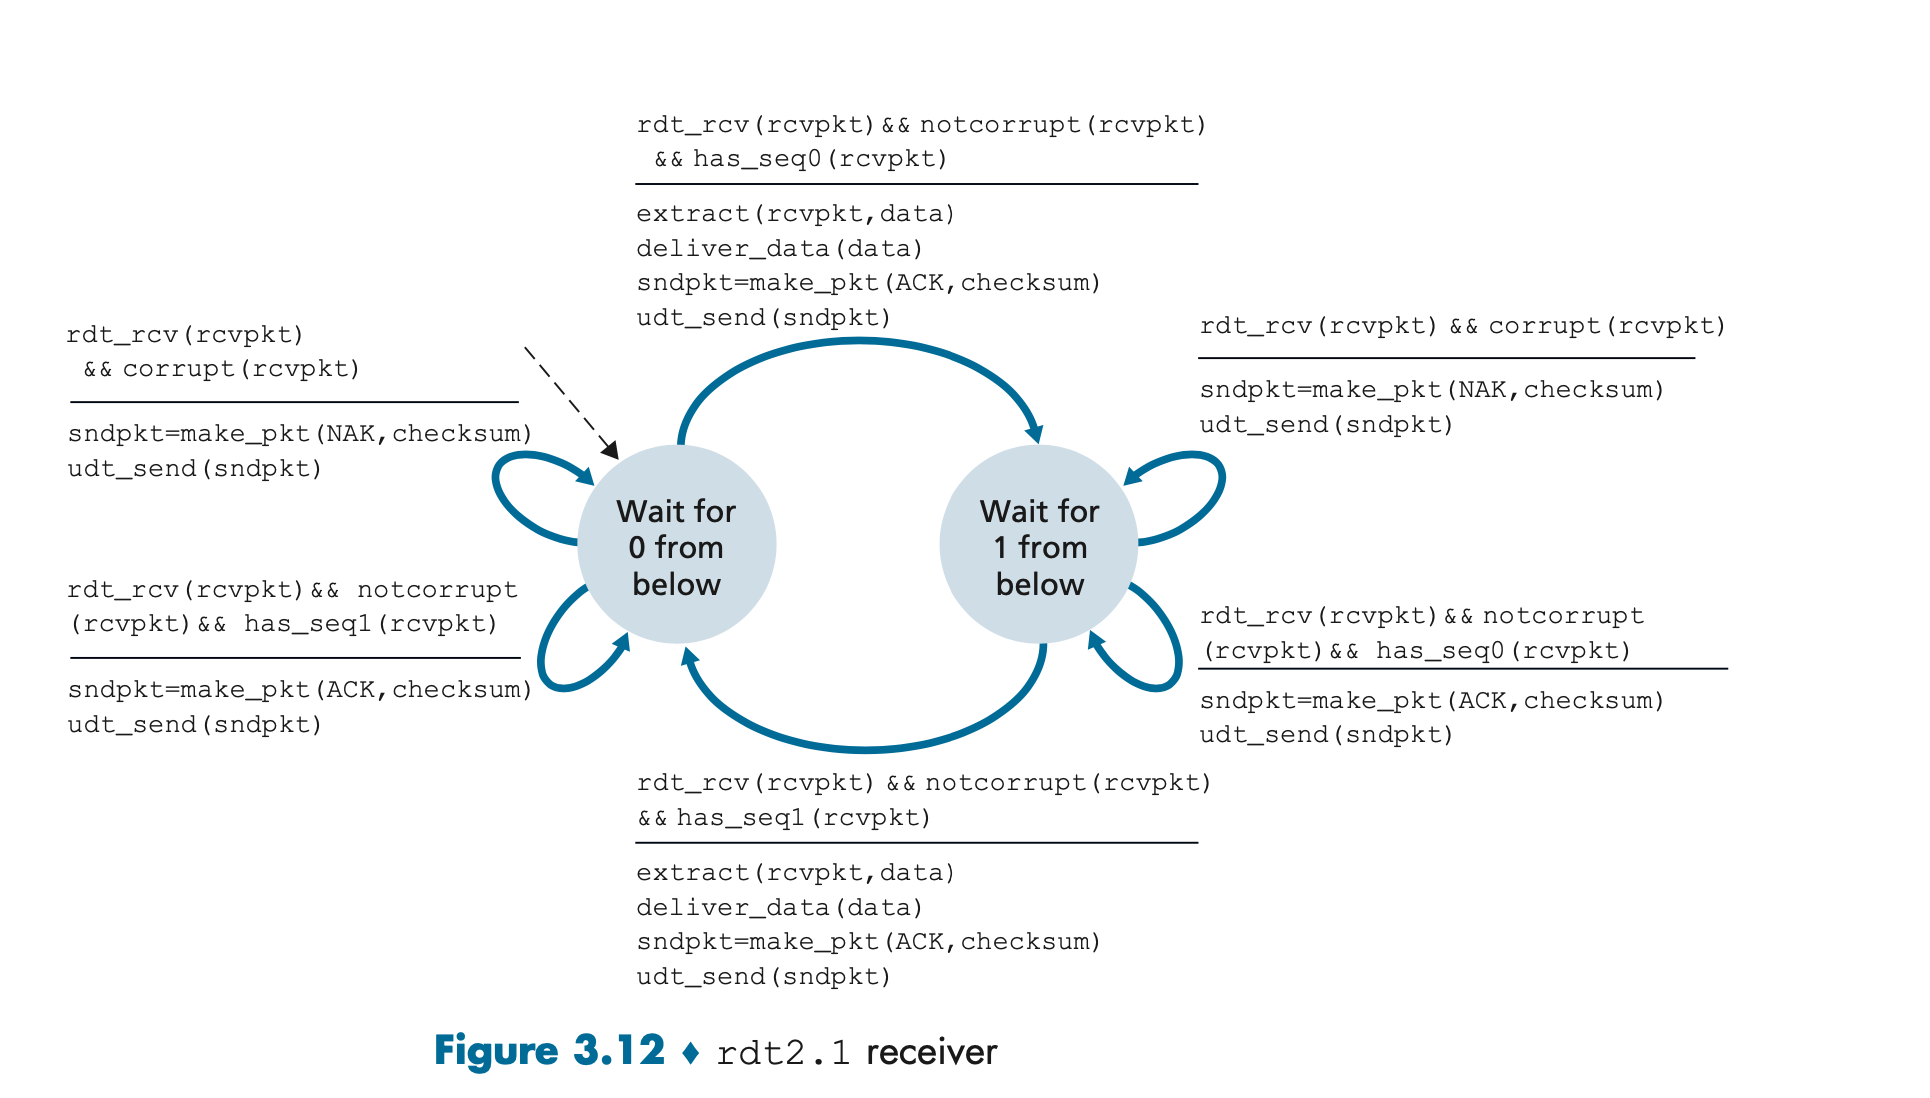 rdt_rcv(rcvpkt)&& notcorrupt(rcvpkt)
&& has_seq0(rcvpkt)
extract(rcvpkt,data)
deliver_data(data)
sndpkt=make_pkt(ACK,checksum)
udt_send(sndpkt)
rdt_rcv(rcvpkt)
&& corrupt(rcvpkt)
sndpkt=make_pkt(NAK,checksum)
udt_send(sndpkt)
rdt_rcv(rcvpkt) && corrupt(rcvpkt)
sndpkt=make_pkt(NAK,checksum)
udt_send(sndpkt)
Wait for
0 from
below
Wait for
1 from
below
rdt_rcv(rcvpkt)&& notcorrupt
(rcvpkt)&& has_seq1(rcvpkt)
sndpkt=make_pkt(ACK,checksum)
udt_send(sndpkt)
rdt_rcv(rcvpkt)&& notcorrupt
(rcvpkt)&& has_seq0(rcvpkt)
sndpkt=make_pkt(ACK,checksum)
udt_send(sndpkt)
rdt_rcv(rcvpkt) && notcorrupt(rcvpkt)
&& has_seq1(rcvpkt)
extract(rcvpkt,data)
deliver_data(data)
sndpkt=make_pkt(ACK,checksum)
udt_send(sndpkt)
Figure 3.12 ♦ rdt2.1 receiver